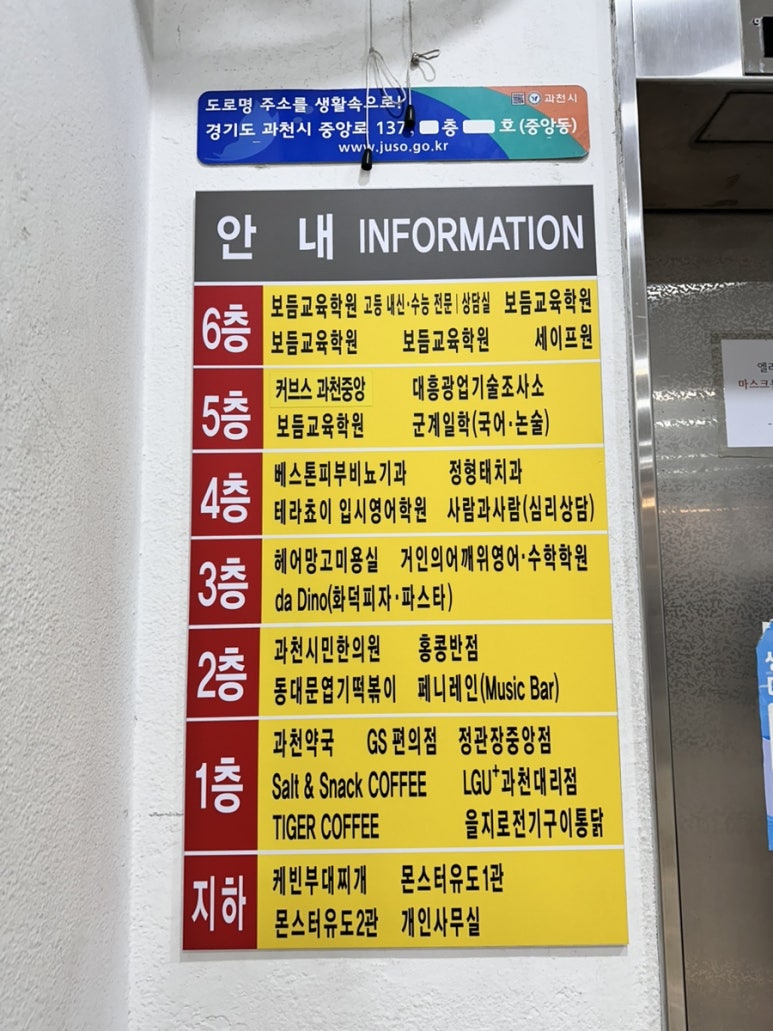 도로명 주소를 생활속으로! 과천시
경기도 과천시 중앙로 137, 층 호 (중앙동)
www.juso.go.kr
안 내 INFORMATION
6층
보듬교육학원 고등 내신·수능 전문 | 상담실 보듬교육학원
보듬교육학원 보듬교육학원 세이프원
5층
커브스 과천중앙 대흥광업기술조사소
보듬교육학원 군계일학(국어·논술)
4층
베스톤피부비뇨기과 정형태치과
테라쵸이 입시영어학원 사람과사람(심리상담)
3층
헤어망고미용실 거인의어깨위영어·수학학원
da Dino(화덕피자·파스타)
2층
과천시민한의원 홍콩반점
동대문엽기떡볶이 페니레인(Music Bar)
1층
과천약국 GS 편의점 정관장중앙점
Salt & Snack COFFEE LGU+과천대리점
TIGER COFFEE 을지로전기구이통닭
지하
케빈부대찌개 몬스터유도1관
몬스터유도2관 개인사무실
마스크